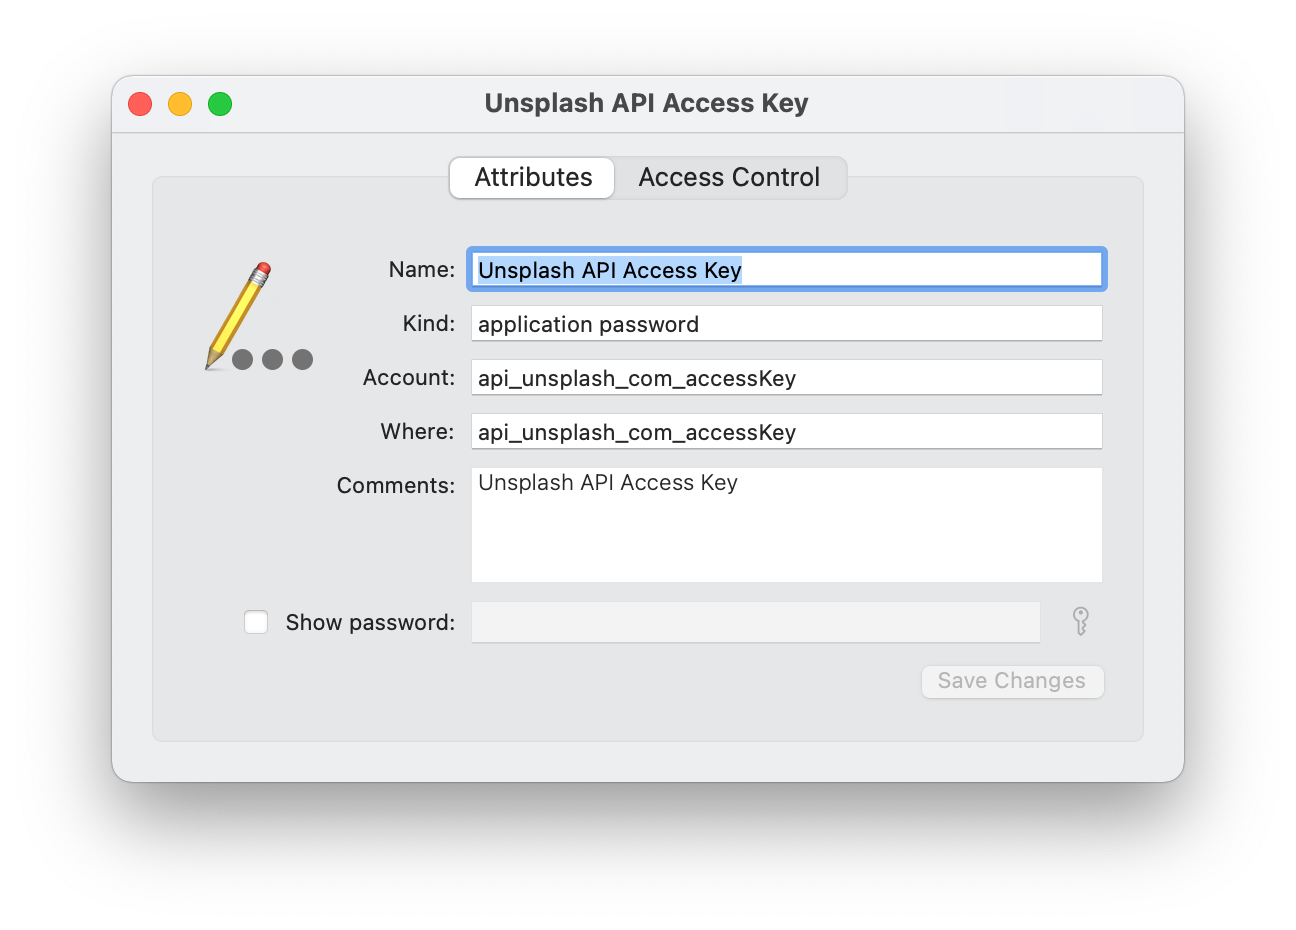 Unsplash API Access Key
Attributes Access Control
Name: Unsplash API Access Key
Kind: application password
Account: api_unsplash_com_accessKey
Where: api_unsplash_com_accessKey
Comments: Unsplash API Access Key
Show password:
Save Changes